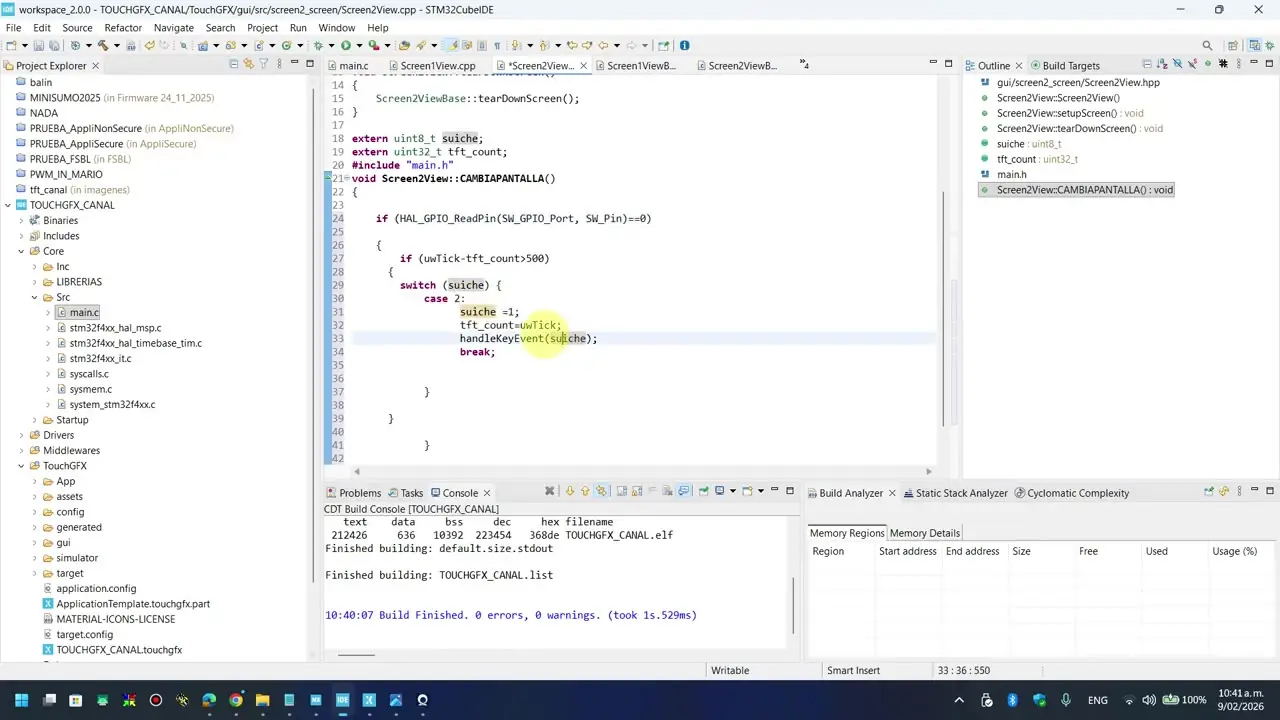 workspace_2.0.0 - TOUCHGFX_CANAL/TouchGFX/gui/src/screen2_screen/Screen2View.cpp - STM32CubeIDE
File Edit Source Refactor Navigate Search Project Run Window Help
Project Explorer
balin
MINISUMO2025 (in Firmware 24_11_2025)
NADA
PRUEBA_AppliNonSecure (in AppliNonSecure)
PRUEBA_AppliSecure (in AppliSecure)
PRUEBA_FSBL (in FSBL)
PWM_IN_MARIO
tft_canal (in imagenes)
TOUCHGFX_CANAL
Binaries
Includes
Core
Inc
LIBRERIAS
Src
main.c
stm32f4xx_hal_msp.c
stm32f4xx_hal_timebase_tim.c
stm32f4xx_it.c
syscalls.c
sysmem.c
system_stm32f4xx.c
Startup
Drivers
Middlewares
TouchGFX
App
assets
config
generated
gui
simulator
target
application.config
ApplicationTemplate.touchgfx.part
MATERIAL-ICONS-LICENSE
target.config
TOUCHGFX_CANAL.touchgfx
main.c Screen1View.cpp *Screen2View... Screen1ViewB... Screen2ViewB... »4
14 {
15 Screen2ViewBase::tearDownScreen();
16 }
17
18 extern uint8_t suiche;
19 extern uint32_t tft_count;
20 #include "main.h"
21 void Screen2View::CAMBIAPANTALLA()
22 {
23
24 if (HAL_GPIO_ReadPin(SW_GPIO_Port, SW_Pin)==0)
25
26 {
27 if (uwTick-tft_count>500)
28 {
29 switch (suiche) {
30 case 2:
31 suiche =1;
32 tft_count=uwTick;
33 handleKeyEvent(suiche);
34 break;
35
36
37 }
38
39 }
40
41 }
42
Outline Build Targets
gui/screen2_screen/Screen2View.hpp
Screen2View::Screen2View()
Screen2View::setupScreen() : void
Screen2View::tearDownScreen() : void
suiche : uint8_t
tft_count : uint32_t
main.h
Screen2View::CAMBIAPANTALLA() : void
Problems Tasks Console
CDT Build Console [TOUCHGFX_CANAL]
text data bss dec hex filename
212426 636 10392 223454 368de TOUCHGFX_CANAL.elf
Finished building: default.size.stdout
Finished building: TOUCHGFX_CANAL.list
10:40:07 Build Finished. 0 errors, 0 warnings. (took 1s.529ms)
Build Analyzer Static Stack Analyzer Cyclomatic Complexity
Memory Regions Memory Details
Region Start address End address Size Free Used Usage (%)
Writable Smart Insert 33 : 36 : 550
ENG 100% 10:41 a.m.
9/02/2026